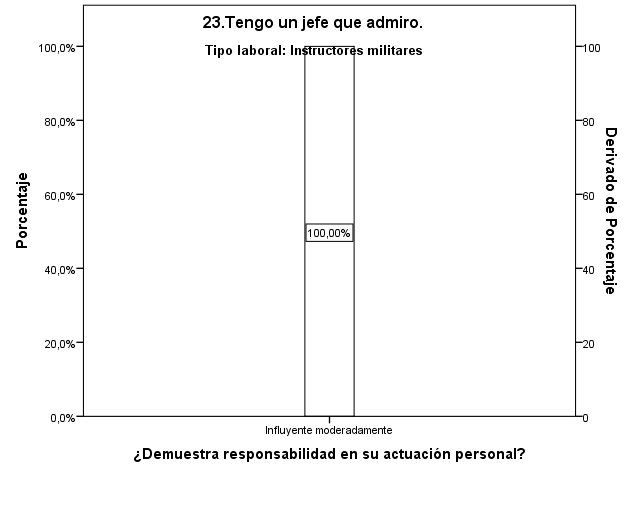 23.Tengo un jefe que admiro.
Tipo laboral: Instructores militares
100,0%
80,0%
60,0%
40,0%
20,0%
0,0%
Porcentaje
100,00%
100
80
60
40
20
0
Derivado de Porcentaje
Influyente moderadamente
¿Demuestra responsabilidad en su actuación personal?